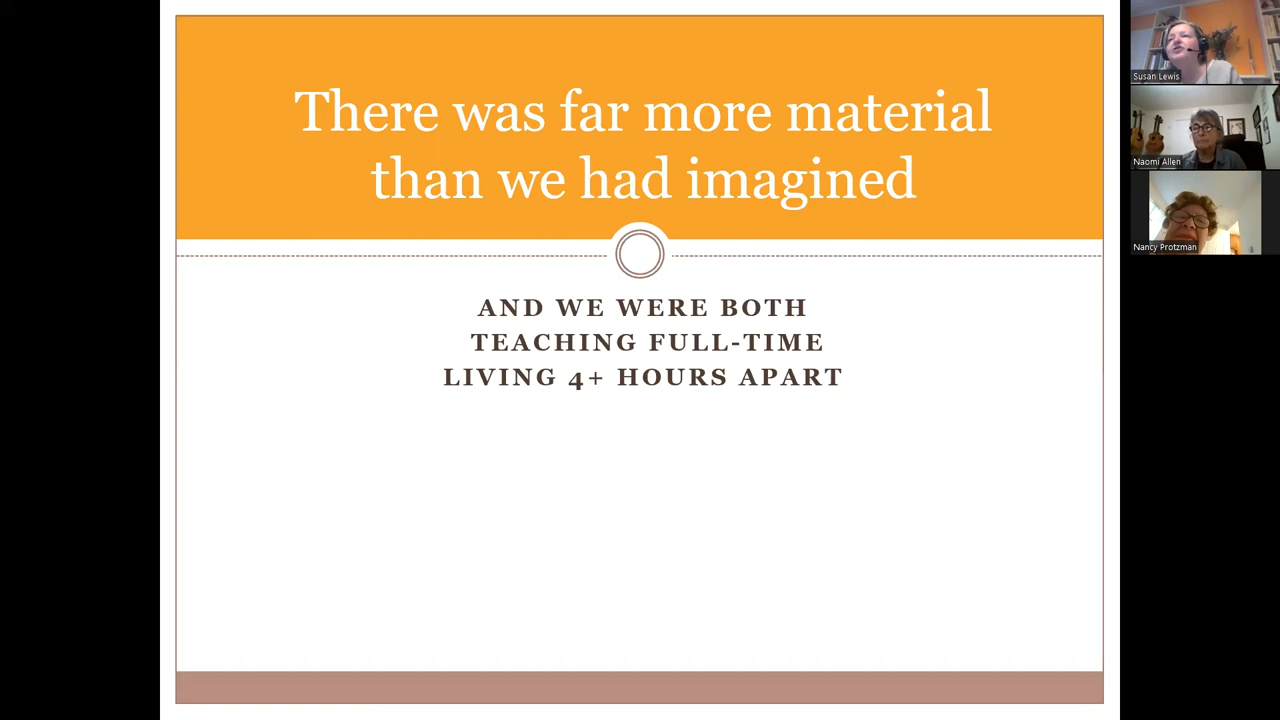 There was far more material
than we had imagined
AND WE WERE BOTH
TEACHING FULL-TIME
LIVING 4+ HOURS APART
Susan Lewis
Naomi Allen
Nancy Protzman